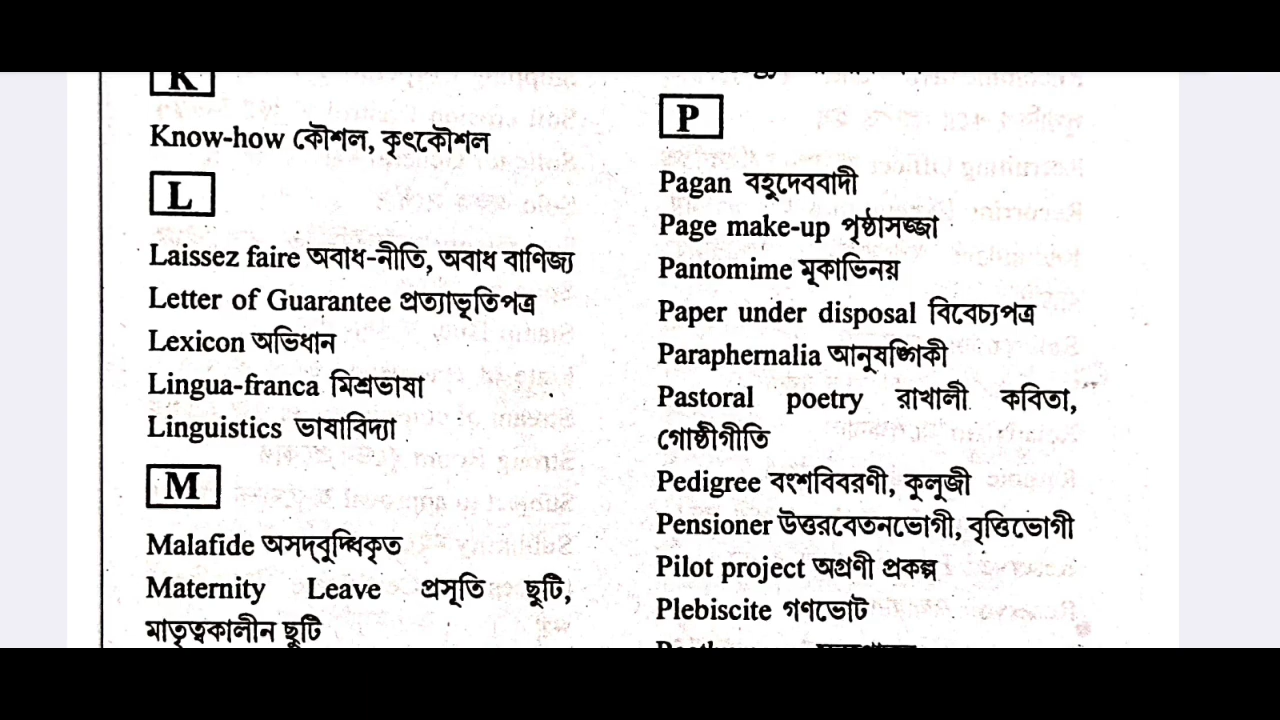 K
Know-how কৌশল, কৃৎকৌশল
L
Laissez faire অবাধ-নীতি, অবাধ বাণিজ্য
Letter of Guarantee প্রত্যাভূতিপত্র
Lexicon অভিধান
Lingua-franca মিশ্রভাষা
Linguistics ভাষাবিদ্যা
M
Malafide অসদ্‌বুদ্ধিকৃত
Maternity Leave প্রসূতি ছুটি,
মাতৃত্বকালীন ছুটি
P
Pagan বহুদেববাদী
Page make-up পৃষ্ঠাসজ্জা
Pantomime মূকাভিনয়
Paper under disposal বিবেচ্যপত্র
Paraphernalia আনুষঙ্গিকী
Pastoral poetry রাখালী কবিতা,
গোষ্ঠীগীতি
Pedigree বংশবিবরণী, কুলুজী
Pensioner উত্তরবেতনভোগী, বৃত্তিভোগী
Pilot project অগ্রণী প্রকল্প
Plebiscite গণভোট